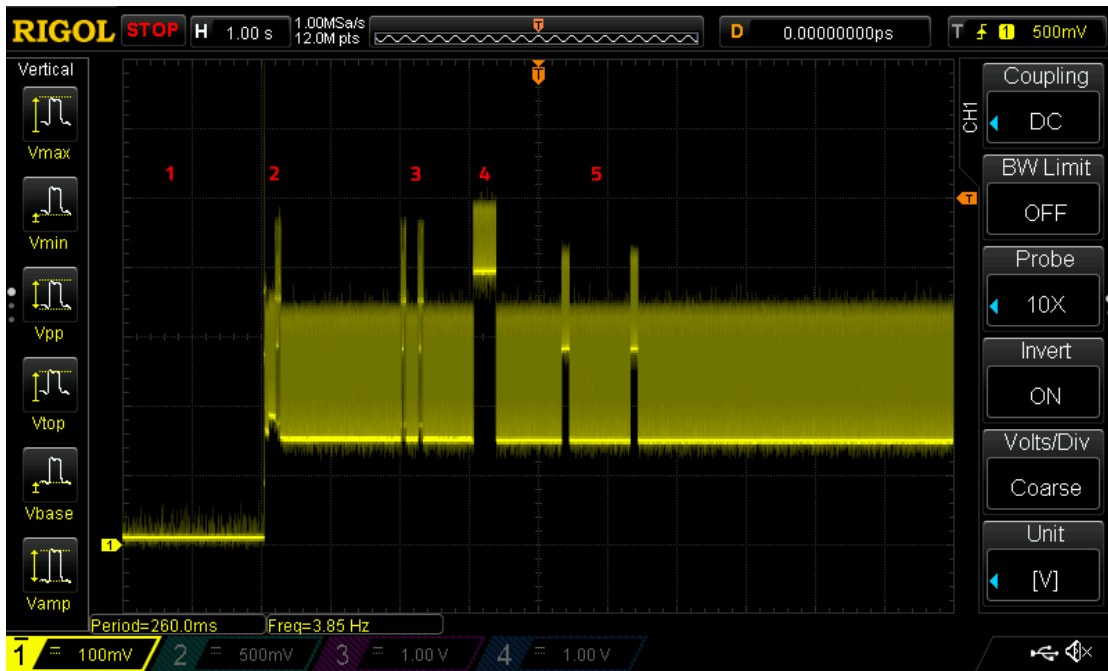 RIGOL STOP H 1.00 s 1.00MSa/s 12.0M pts T D 0.00000000ps T 1 500mV
Vertical
Vmax
Vmin
Vpp
Vtop
Vbase
Vamp
T
1 2 3 4 5
T
1
Period=260.0ms Freq=3.85 Hz
CH1
Coupling
DC
BW Limit
OFF
Probe
10X
Invert
ON
Volts/Div
Coarse
Unit
[V]
1 = 100mV 2 = 500mV 3 = 1.00 V 4 = 1.00 V